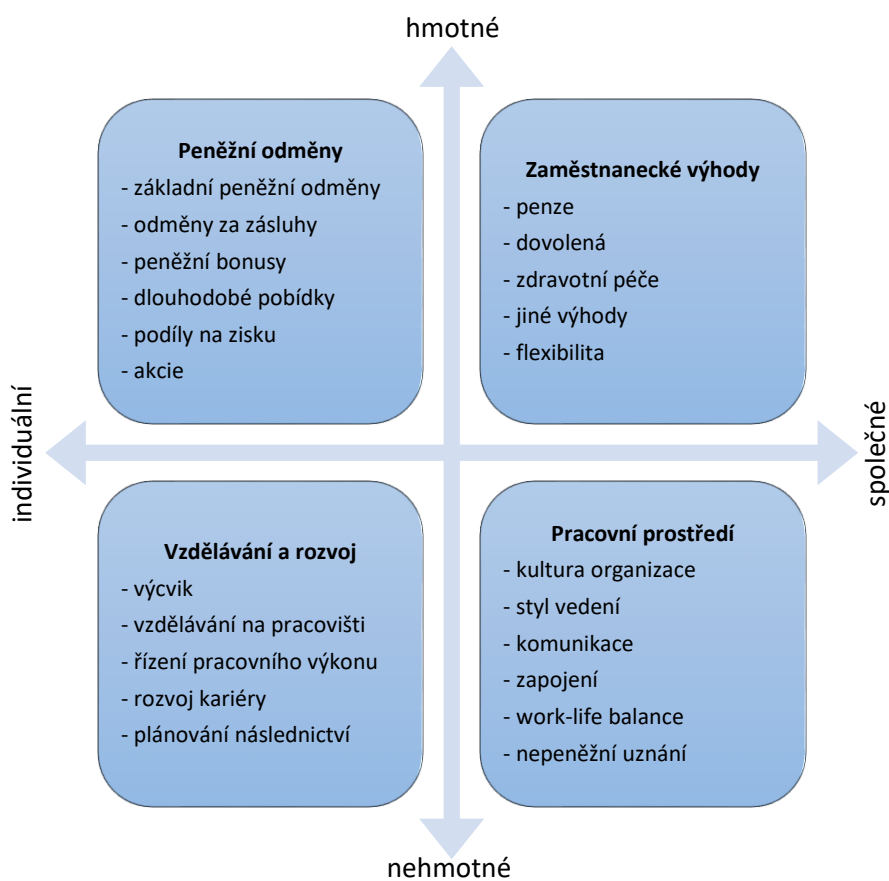 hmotné
Peněžní odměny
- základní peněžní odměny
- odměny za zásluhy
- peněžní bonusy
- dlouhodobé pobídky
- podíly na zisku
- akcie
Zaměstnanecké výhody
- penze
- dovolená
- zdravotní péče
- jiné výhody
- flexibilita
individuální
společné
Vzdělávání a rozvoj
- výcvik
- vzdělávání na pracovišti
- řízení pracovního výkonu
- rozvoj kariéry
- plánování následnictví
Pracovní prostředí
- kultura organizace
- styl vedení
- komunikace
- zapojení
- work-life balance
- nepeněžní uznání
nehmotné